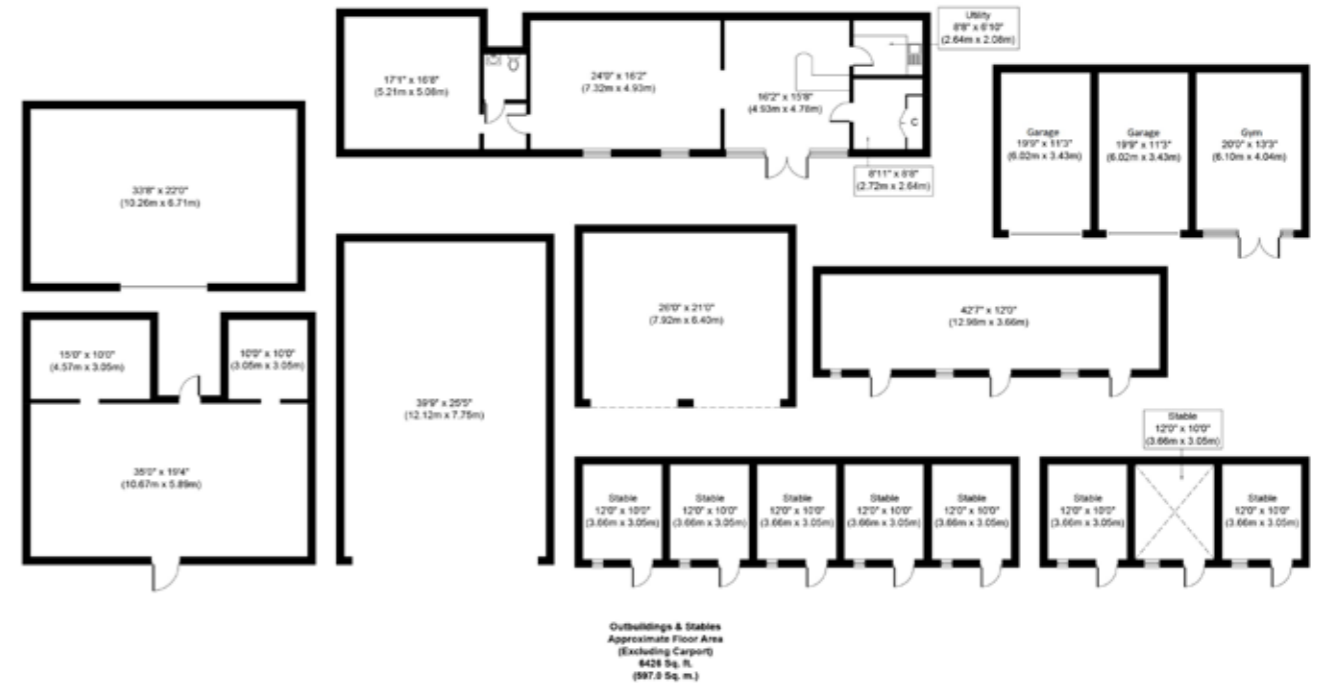 Utility
8'8" x 6'10"
(2.64m x 2.08m)
17'1" x 16'8"
(5.21m x 5.08m)
24'0" x 16'2"
(7.32m x 4.93m)
16'2" x 15'8"
(4.93m x 4.78m)
C
8'11" x 8'8"
(2.72m x 2.64m)
Garage
19'9" x 11'3"
(6.02m x 3.43m)
Garage
19'9" x 11'3"
(6.02m x 3.43m)
Gym
20'0" x 13'3"
(6.10m x 4.04m)
33'8" x 22'0"
(10.26m x 6.71m)
26'0" x 21'0"
(7.92m x 6.40m)
42'7" x 12'0"
(12.98m x 3.66m)
15'0" x 10'0"
(4.57m x 3.05m)
10'0" x 10'0"
(3.05m x 3.05m)
39'9" x 25'5"
(12.12m x 7.75m)
35'0" x 19'4"
(10.67m x 5.89m)
Stable
12'0" x 10'0"
(3.66m x 3.05m)
Stable
12'0" x 10'0"
(3.66m x 3.05m)
Stable
12'0" x 10'0"
(3.66m x 3.05m)
Stable
12'0" x 10'0"
(3.66m x 3.05m)
Stable
12'0" x 10'0"
(3.66m x 3.05m)
Stable
12'0" x 10'0"
(3.66m x 3.05m)
Stable
12'0" x 10'0"
(3.66m x 3.05m)
Stable
12'0" x 10'0"
(3.66m x 3.05m)
Outbuildings & Stables
Approximate Floor Area
(Excluding Carport)
6426 Sq. ft.
(597.0 Sq. m.)